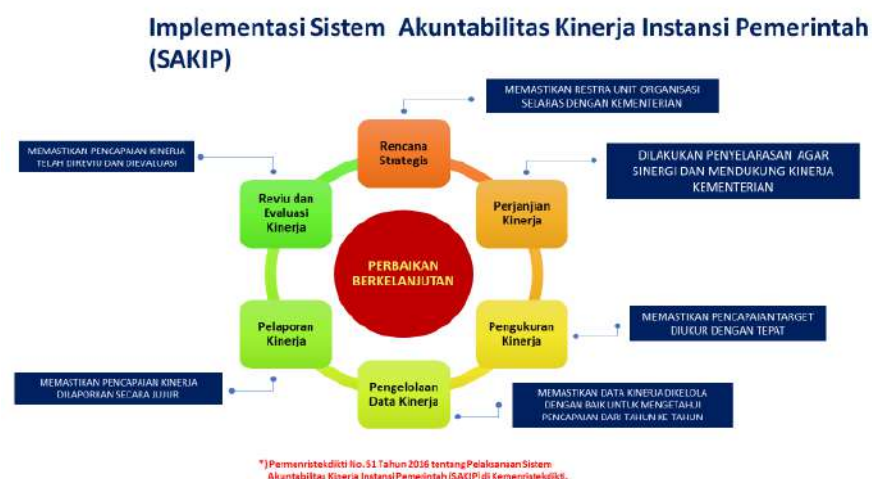 Implementasi Sistem Akuntabilitas Kinerja Instansi Pemerintah
(SAKIP)
MEMASTIKAN RESTRA UNIT ORGANISASI
SELARAS DENGAN KEMENTERIAN
Rencana
Strategis
MEMASTIKAN PENCAPAIAN KINERJA
TELAH DIREVIU DAN DIEVALUASI
DILAKUKAN PENYELARASAN AGAR
SINERGI DAN MENDUKUNG KINERJA
KEMENTERIAN
Reviu dan
Evaluasi
Kinerja
Perjanjian
Kinerja
PERBAIKAN
BERKELANJUTAN
MEMASTIKAN PENCAPAIAN TARGET
DIUKUR DENGAN TEPAT
Pelaporan
Kinerja
Pengukuran
Kinerja
MEMASTIKAN PENCAPAIAN KINERJA
DILAPORKAN SECARA JUJUR
Pengelolaan
Data Kinerja
MEMASTIKAN DATA KINERJA DIKELOLA
DENGAN BAIK UNTUK MENGETAHUI
PENCAPAIAN DARI TAHUN KE TAHUN
*) Permenristekdikti No. 51 Tahun 2016 tentang Pelaksanaan Sistem
Akuntabilitas Kinerja Instansi Pemerintah (SAKIP) di Kemenristekdikti.